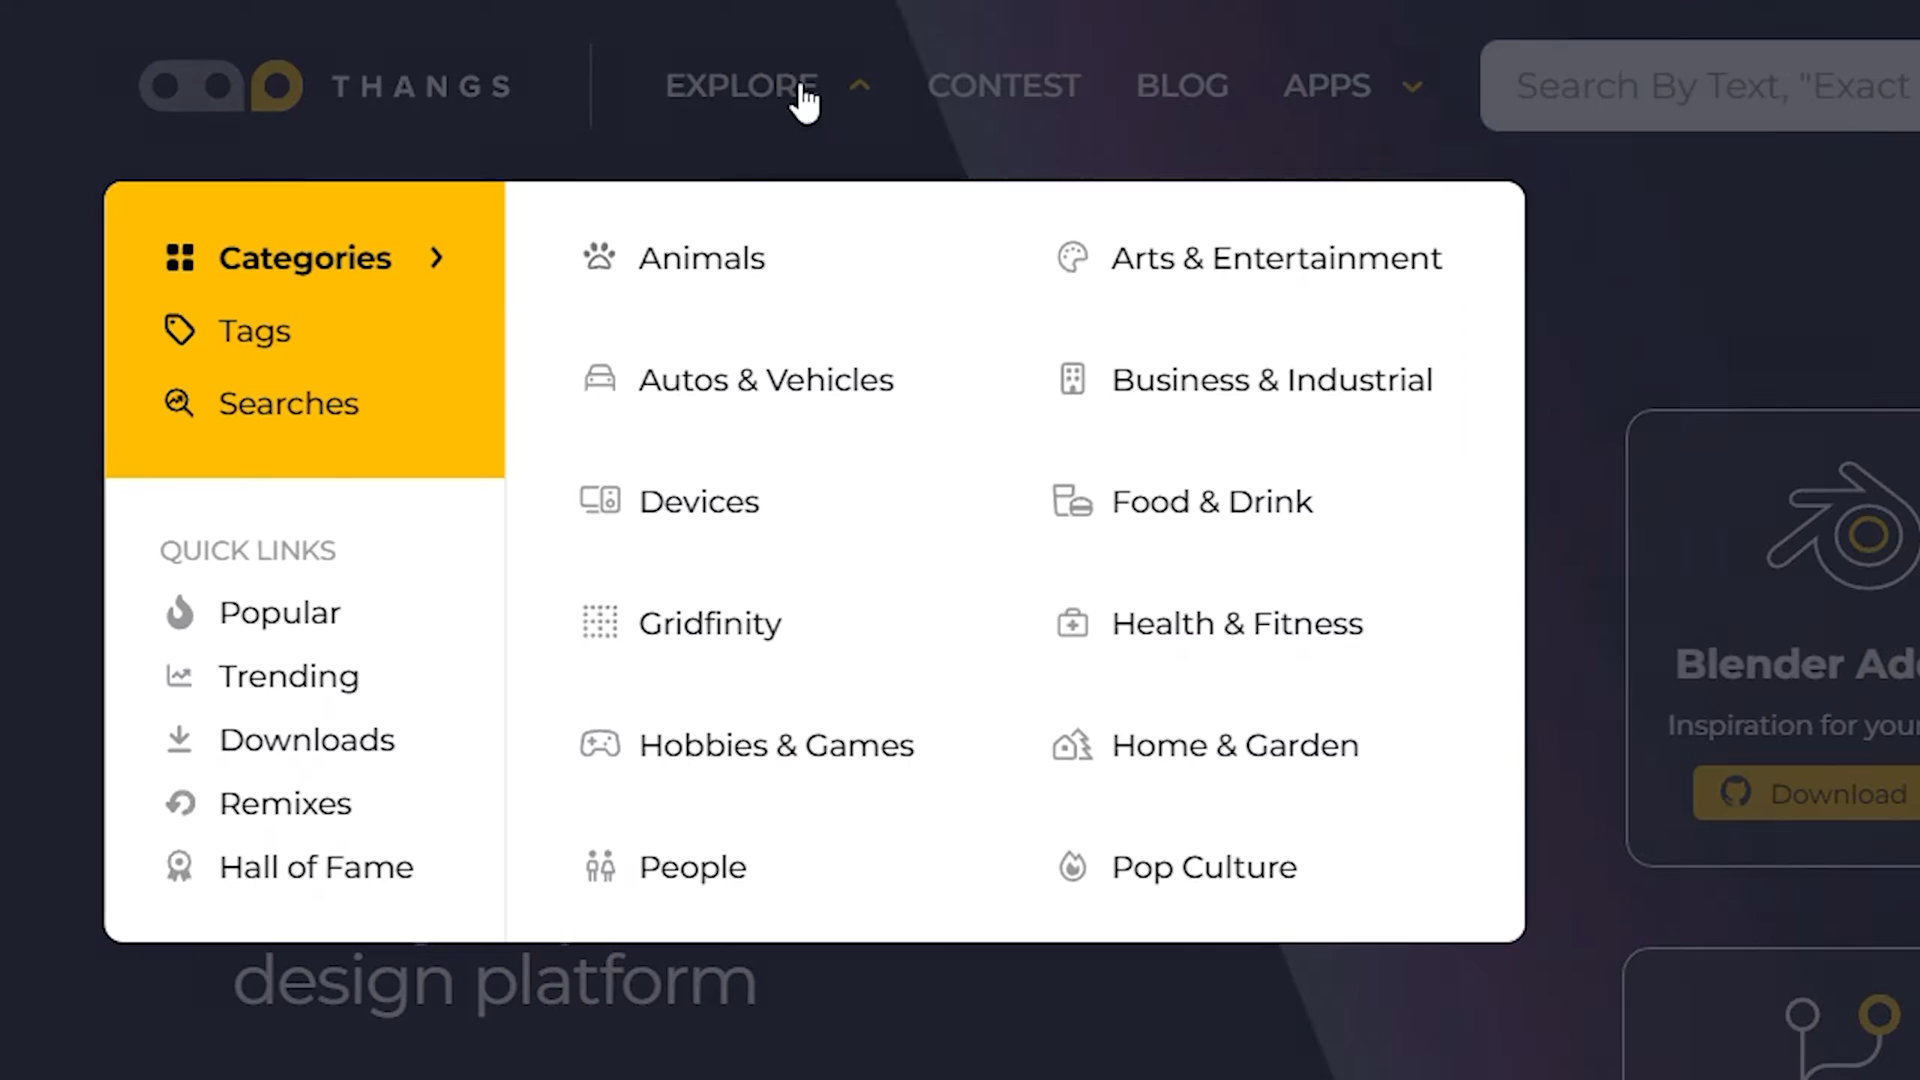 THANGS
EXPLORE
CONTEST
BLOG
APPS
Search By Text, "Exact
Categories
Tags
Searches
QUICK LINKS
Popular
Trending
Downloads
Remixes
Hall of Fame
Animals
Arts & Entertainment
Autos & Vehicles
Business & Industrial
Devices
Food & Drink
Gridfinity
Health & Fitness
Hobbies & Games
Home & Garden
People
Pop Culture
design platform
Blender Add
Inspiration for your
Download